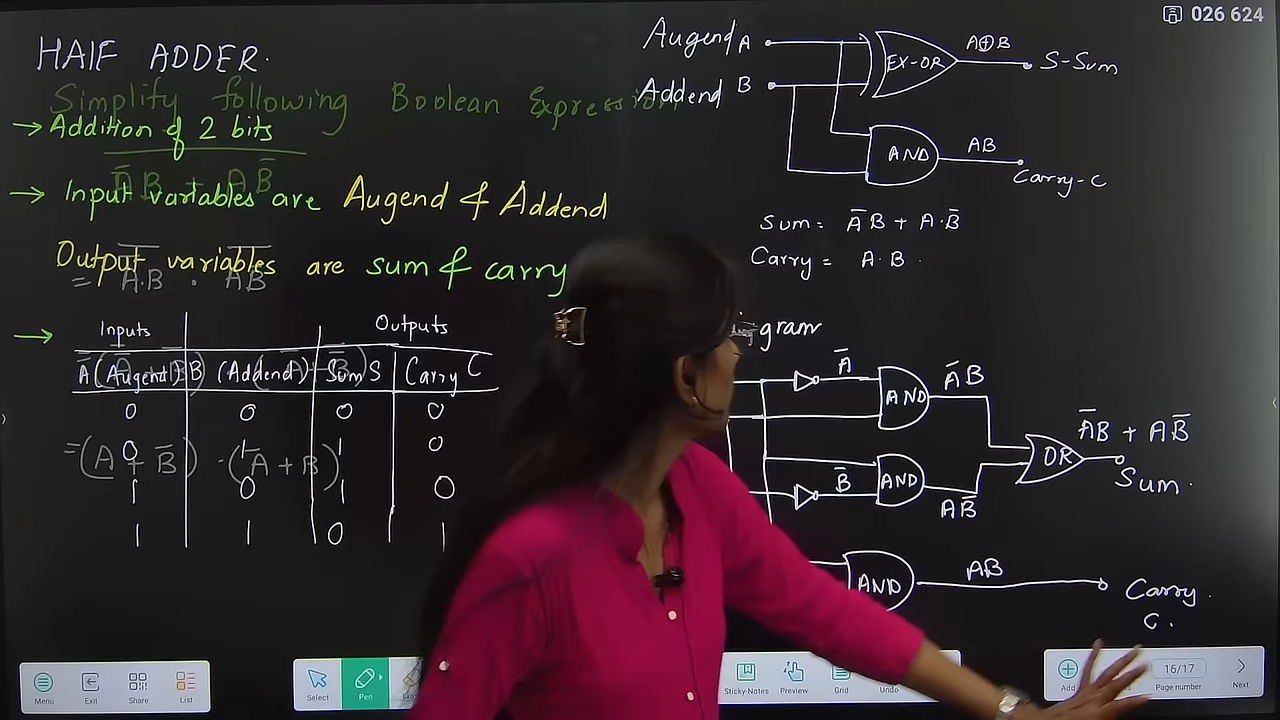 026 624
HAlF ADDER.
Simplify following Boolean Expression
→ Addition of 2 bits
A̅B + AB̅
→ Input variables are Augend & Addend
Output variables are sum & carry
= A̅.B . AB̅
→ Inputs Outputs
A (Augend) B (Addend) Sum S Carry C
0 0 0 0
0 1 1 0
1 0 1 0
1 1 0 1
=(A + B̅) . (A̅ + B)
Augend A
Addend B
EX-OR
A⊕B
S-Sum
AND
AB
Carry-C
Sum = A̅B + A.B̅
Carry = A.B.
A̅
AND
A̅B
B̅
AND
AB̅
OR
A̅B + AB̅
Sum.
AND
AB
Carry.
C.
Menu Exit Share List Select Pen Sticky-Notes Preview Grid Undo Add 16/17 Page number Next